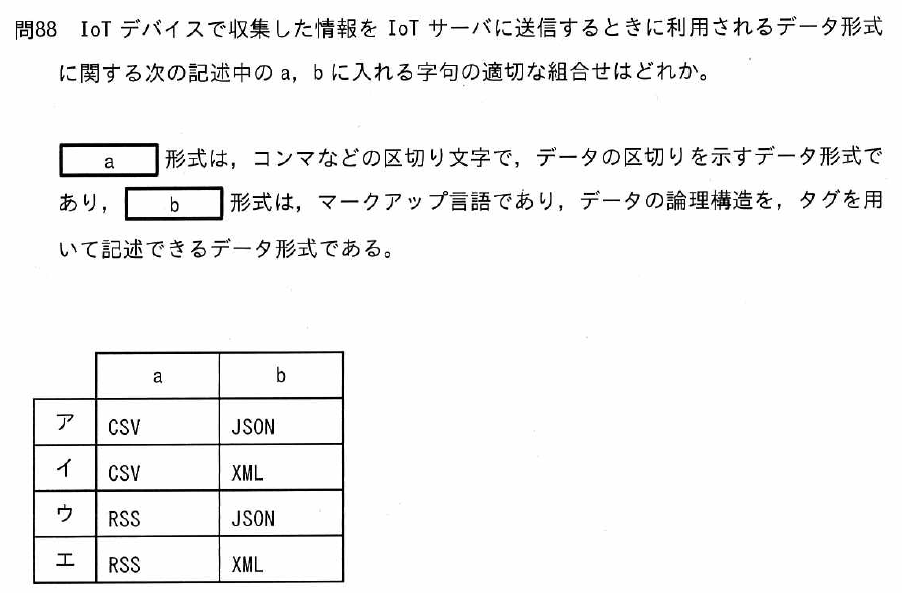 問88 IoT デバイスで収集した情報を IoT サーバに送信するときに利用されるデータ形式
に関する次の記述中の a, b に入れる字句の適切な組合せはどれか。
a 形式は，コンマなどの区切り文字で，データの区切りを示すデータ形式で
あり， b 形式は，マークアップ言語であり，データの論理構造を，タグを用
いて記述できるデータ形式である。
a b
ア CSV JSON
イ CSV XML
ウ RSS JSON
エ RSS XML